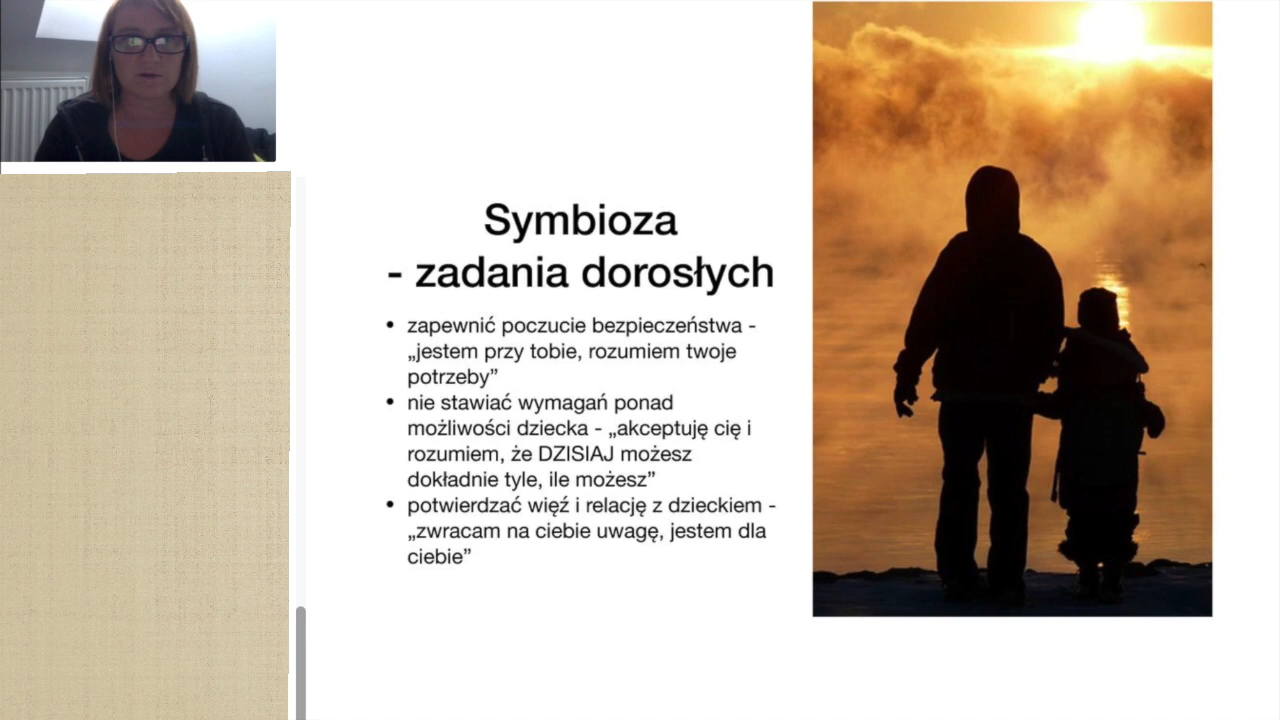 Symbioza
- zadania dorosłych
• zapewnić poczucie bezpieczeństwa -
„jestem przy tobie, rozumiem twoje
potrzeby”
• nie stawiać wymagań ponad
możliwości dziecka - „akceptuję cię i
rozumiem, że DZISIAJ możesz
dokładnie tyle, ile możesz”
• potwierdzać więź i relację z dzieckiem -
„zwracam na ciebie uwagę, jestem dla
ciebie”